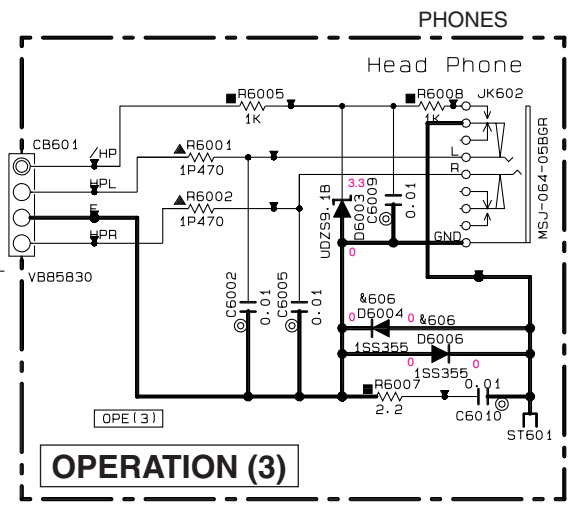 PHONES
Head Phone
R6005
1K
R6008
1K
JK602
CB601
/HP
R6001
1P470
L
HPL
R6002
1P470
R
E
HPR
VB85830
UDZS9.1B
3.3
D6003
C6009
0.01
MSJ-064-05BGR
GND
0
C6002
0.01
C6005
0.01
&606
0 D6004 0 &606
1SS355
D6006
0 0
1SS355
R6007
2.2
0.01
C6010
ST601
OPE(3)
OPERATION (3)